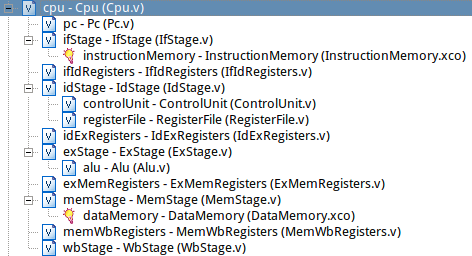 cpu - Cpu (Cpu.v)
pc - Pc (Pc.v)
ifStage - IfStage (IfStage.v)
instructionMemory - InstructionMemory (InstructionMemory.xco)
ifIdRegisters - IfIdRegisters (IfIdRegisters.v)
idStage - IdStage (IdStage.v)
controlUnit - ControlUnit (ControlUnit.v)
registerFile - RegisterFile (RegisterFile.v)
idExRegisters - IdExRegisters (IdExRegisters.v)
exStage - ExStage (ExStage.v)
alu - Alu (Alu.v)
exMemRegisters - ExMemRegisters (ExMemRegisters.v)
memStage - MemStage (MemStage.v)
dataMemory - DataMemory (DataMemory.xco)
memWbRegisters - MemWbRegisters (MemWbRegisters.v)
wbStage - WbStage (WbStage.v)